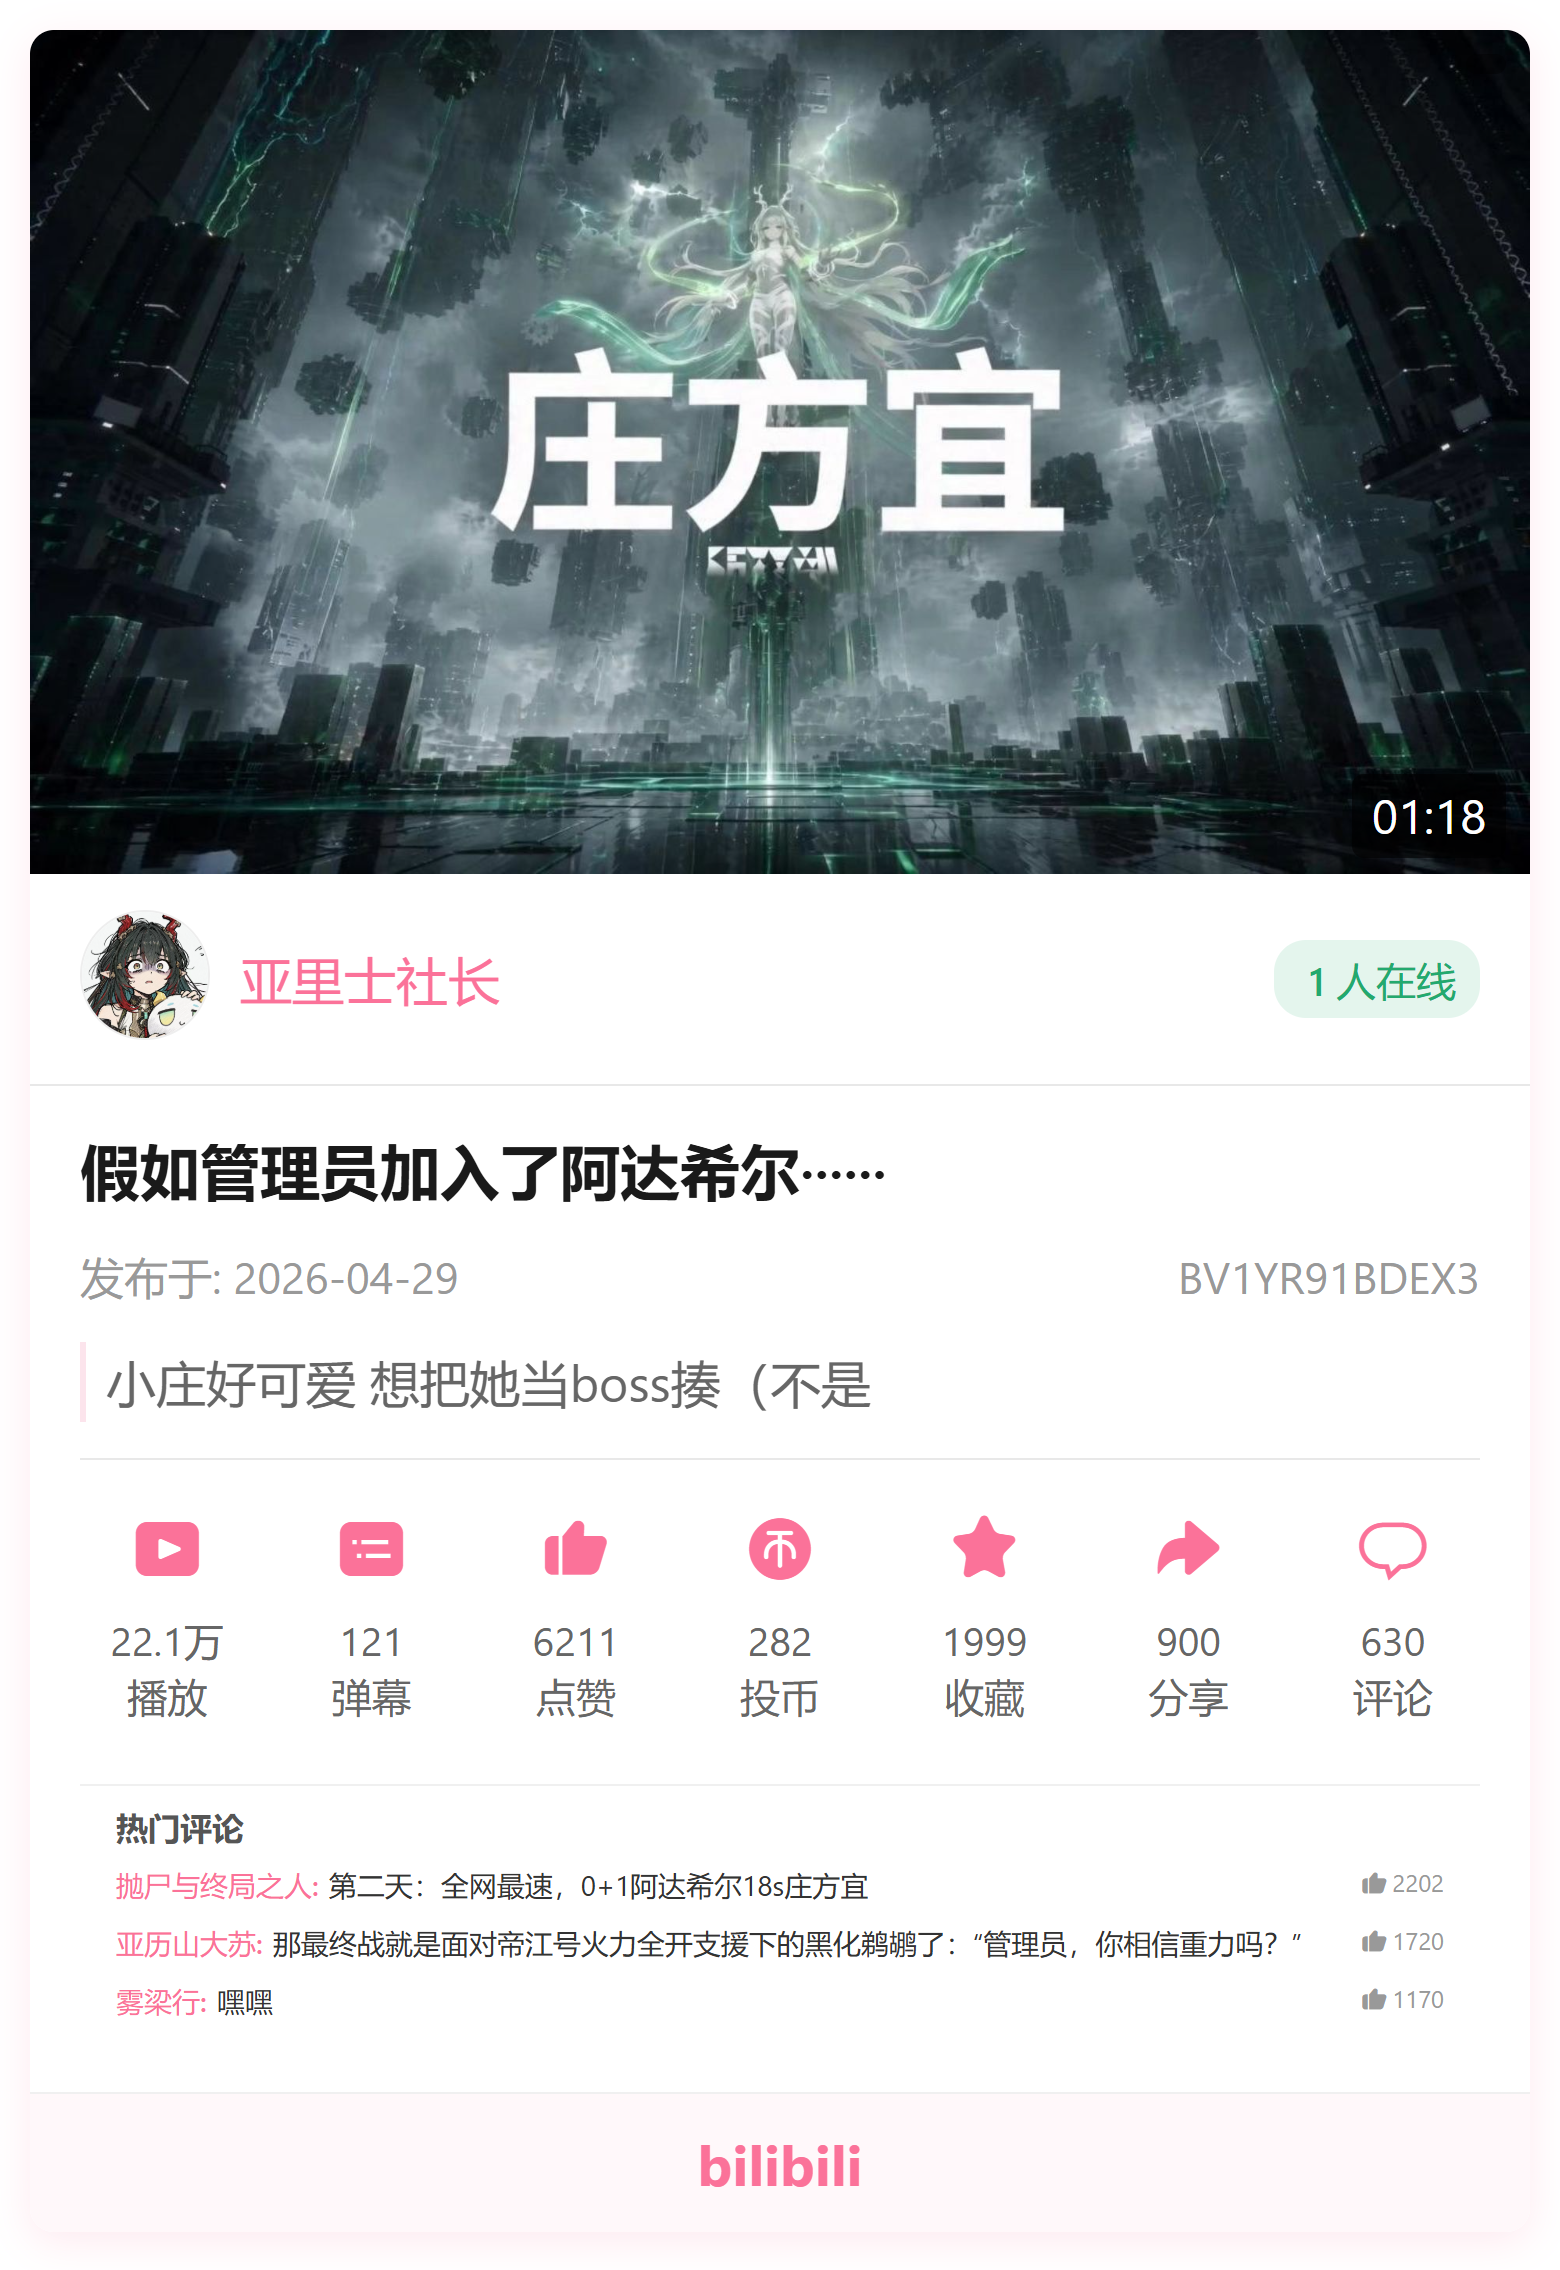 庄方宜
01:18
亚里士社长
1 人在线
假如管理员加入了阿达希尔······
发布于: 2026-04-29
BV1YR91BDEX3
小庄好可爱 想把她当boss揍（不是
22.1万
121
6211
282
1999
900
630
播放
弹幕
点赞
投币
收藏
分享
评论
热门评论
抛尸与终局之人: 第二天：全网最速，0+1阿达希尔18s庄方宜
2202
亚历山大苏: 那最终战就是面对帝江号火力全开支援下的黑化鹈鹕了：“管理员，你相信重力吗？”
1720
雾梁行: 嘿嘿
1170
bilibili